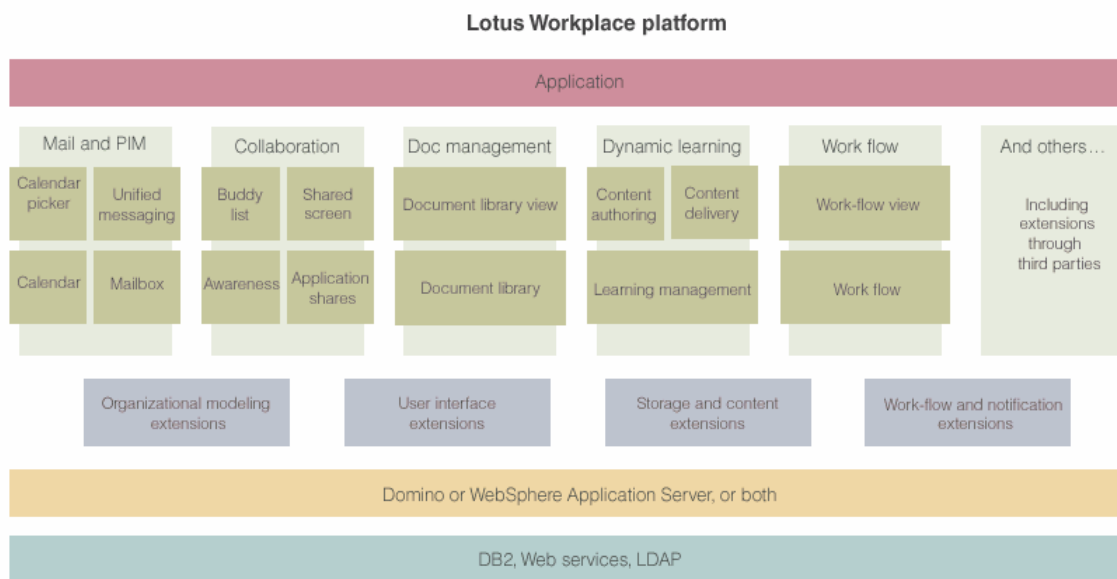 Lotus Workplace platform
Application
Mail and PIM
Calendar
picker
Unified
messaging
Calendar
Mailbox
Collaboration
Buddy
list
Shared
screen
Awareness
Application
shares
Doc management
Document library view
Document library
Dynamic learning
Content
authoring
Content
delivery
Learning management
Work flow
Work-flow view
Work flow
And others…
Including
extensions
through
third parties
Organizational modeling
extensions
User interface
extensions
Storage and content
extensions
Work-flow and notification
extensions
Domino or WebSphere Application Server, or both
DB2, Web services, LDAP